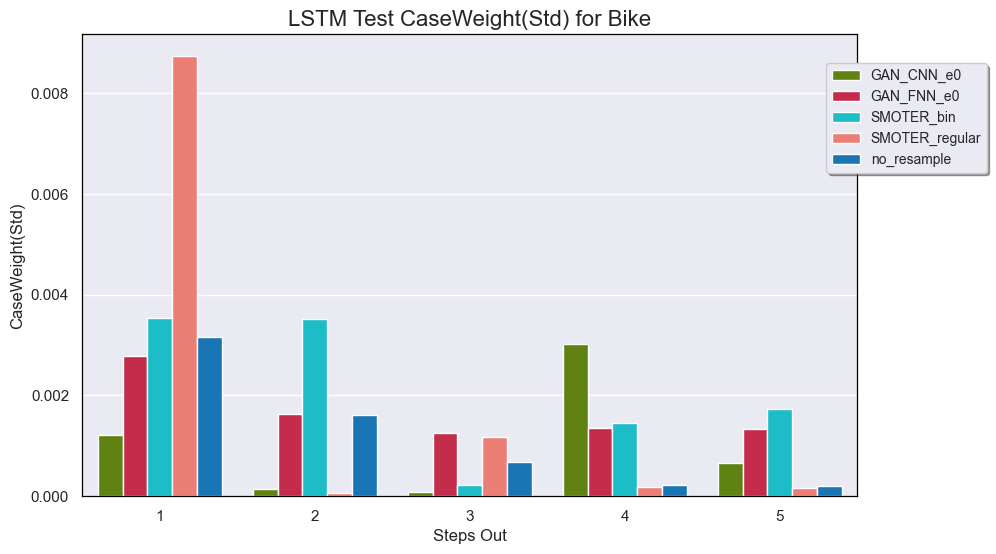 LSTM Test CaseWeight(Std) for Bike
GAN_CNN_e0
GAN_FNN_e0
SMOTER_bin
SMOTER_regular
no_resample
CaseWeight(Std)
0.008
0.006
0.004
0.002
0.000
1 2 3 4 5
Steps Out